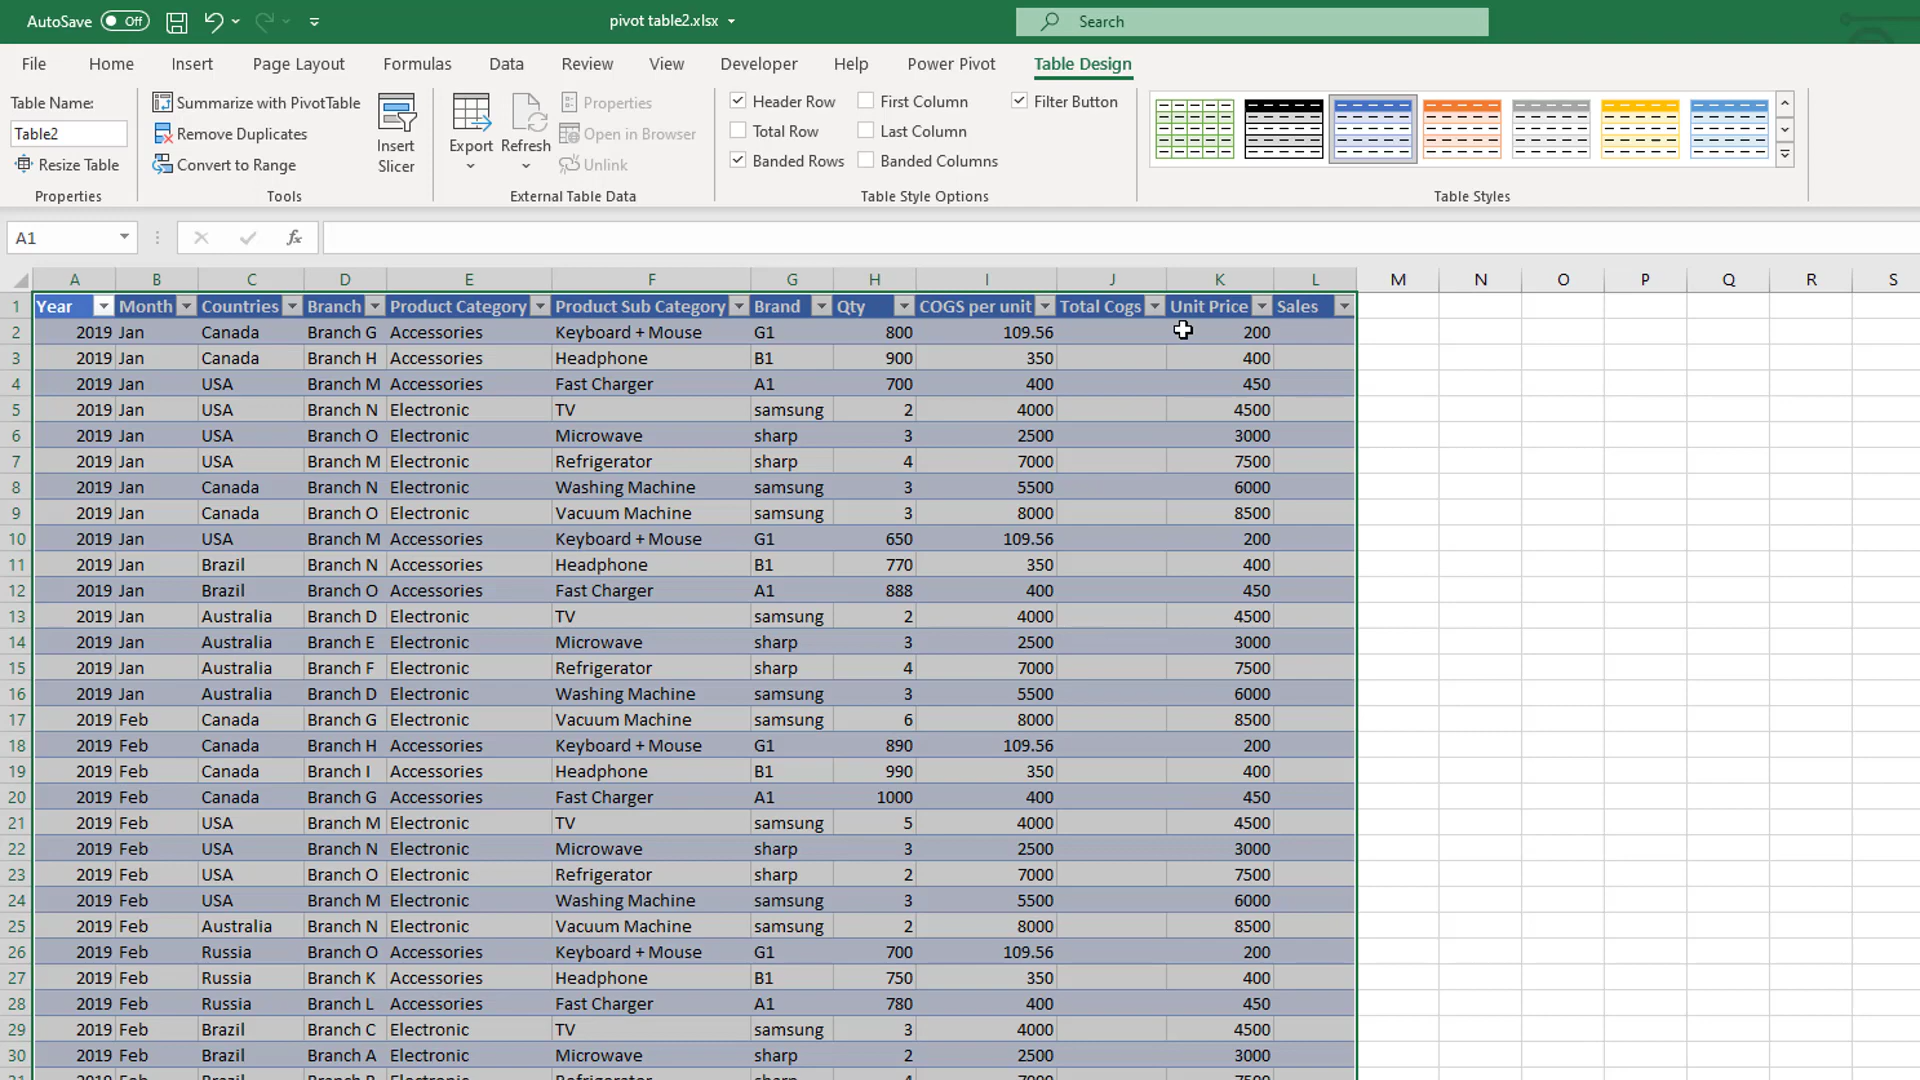 AutoSave Off pivot table2.xlsx Search
File Home Insert Page Layout Formulas Data Review View Developer Help Power Pivot Table Design
Table Name: Summarize with PivotTable Properties Header Row First Column Filter Button
Table2 Remove Duplicates Insert Slicer Export Refresh Open in Browser Total Row Last Column
Resize Table Convert to Range Unlink Banded Rows Banded Columns
Properties Tools External Table Data Table Style Options Table Styles
A1 fx
A B C D E F G H I J K L M N O P Q R S
1 Year Month Countries Branch Product Category Product Sub Category Brand Qty COGS per unit Total Cogs Unit Price Sales
2 2019 Jan Canada Branch G Accessories Keyboard + Mouse G1 800 109.56 200
3 2019 Jan Canada Branch H Accessories Headphone B1 900 350 400
4 2019 Jan USA Branch M Accessories Fast Charger A1 700 400 450
5 2019 Jan USA Branch N Electronic TV samsung 2 4000 4500
6 2019 Jan USA Branch O Electronic Microwave sharp 3 2500 3000
7 2019 Jan USA Branch M Electronic Refrigerator sharp 4 7000 7500
8 2019 Jan Canada Branch N Electronic Washing Machine samsung 3 5500 6000
9 2019 Jan Canada Branch O Electronic Vacuum Machine samsung 3 8000 8500
10 2019 Jan USA Branch M Accessories Keyboard + Mouse G1 650 109.56 200
11 2019 Jan Brazil Branch N Accessories Headphone B1 770 350 400
12 2019 Jan Brazil Branch O Accessories Fast Charger A1 888 400 450
13 2019 Jan Australia Branch D Electronic TV samsung 2 4000 4500
14 2019 Jan Australia Branch E Electronic Microwave sharp 3 2500 3000
15 2019 Jan Australia Branch F Electronic Refrigerator sharp 4 7000 7500
16 2019 Jan Australia Branch D Electronic Washing Machine samsung 3 5500 6000
17 2019 Feb Canada Branch G Electronic Vacuum Machine samsung 6 8000 8500
18 2019 Feb Canada Branch H Accessories Keyboard + Mouse G1 890 109.56 200
19 2019 Feb Canada Branch I Accessories Headphone B1 990 350 400
20 2019 Feb Canada Branch G Accessories Fast Charger A1 1000 400 450
21 2019 Feb USA Branch M Electronic TV samsung 5 4000 4500
22 2019 Feb USA Branch N Electronic Microwave sharp 3 2500 3000
23 2019 Feb USA Branch O Electronic Refrigerator sharp 2 7000 7500
24 2019 Feb USA Branch M Electronic Washing Machine samsung 3 5500 6000
25 2019 Feb Australia Branch N Electronic Vacuum Machine samsung 2 8000 8500
26 2019 Feb Russia Branch O Accessories Keyboard + Mouse G1 700 109.56 200
27 2019 Feb Russia Branch K Accessories Headphone B1 750 350 400
28 2019 Feb Russia Branch L Accessories Fast Charger A1 780 400 450
29 2019 Feb Brazil Branch C Electronic TV samsung 3 4000 4500
30 2019 Feb Brazil Branch A Electronic Microwave sharp 2 2500 3000